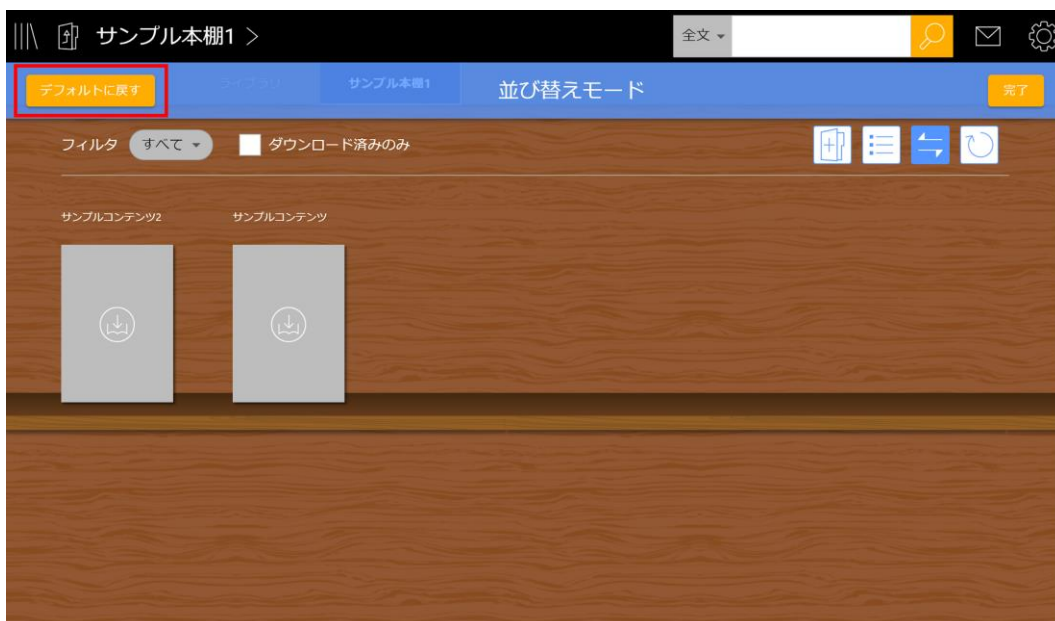 サンプル本棚1 >
全文
デフォルトに戻す
サンプル本棚1
並び替えモード
完了
フィルタ すべて
ダウンロード済みのみ
サンプルコンテンツ2
サンプルコンテンツ